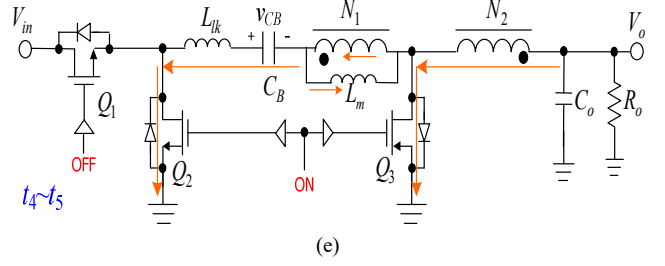 V_in
L_lk
+ v_CB -
N_1
N_2
V_o
Q_1
C_B
L_m
C_o
R_o
OFF
Q_2
ON
Q_3
t_4~t_5
(e)